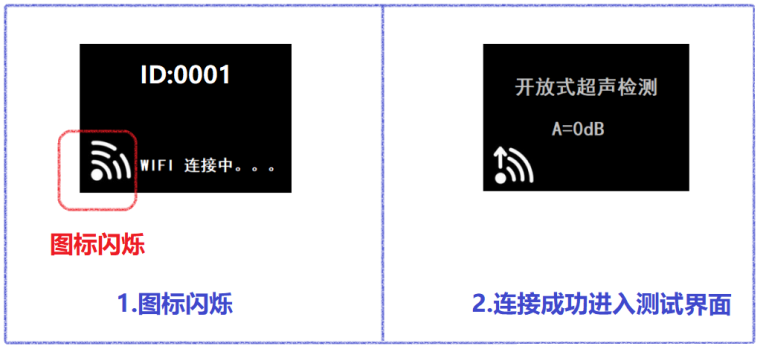 ID:0001
WIFI 连接中。。。
图标闪烁
1.图标闪烁
开放式超声检测
A=0dB
2.连接成功进入测试界面